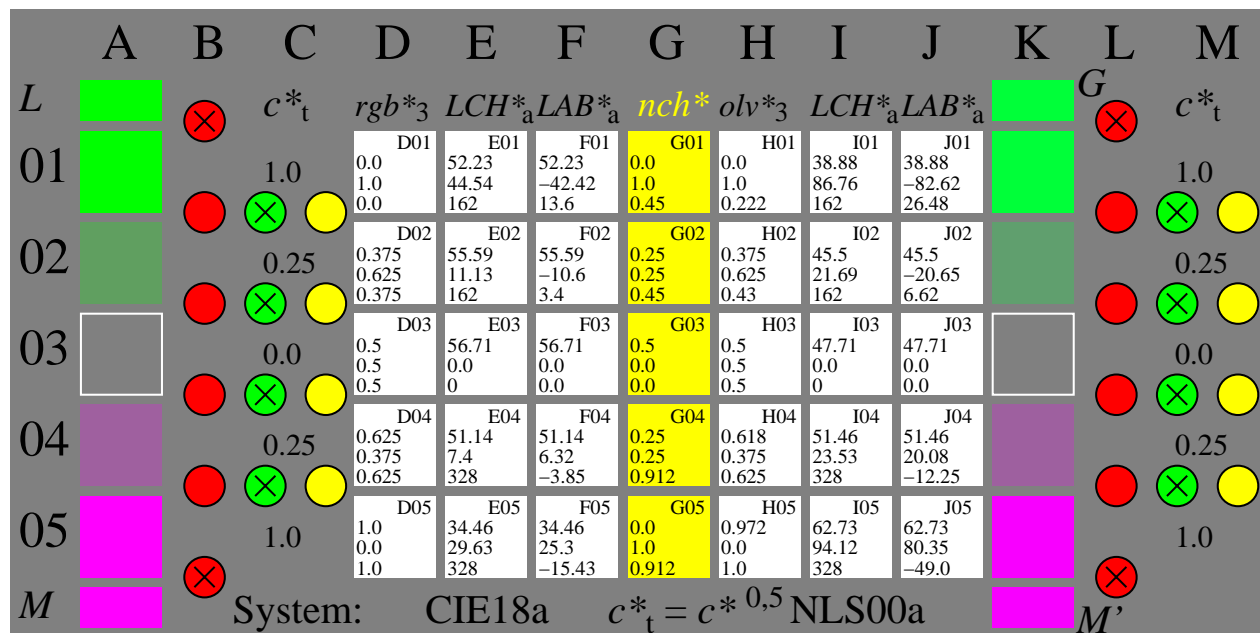 A B C D E F G H I J K L M
L c*t rgb*3 LCH*a LAB*a nch* olv*3 LCH*a LAB*a G c*t
01 1.0 D01 E01 F01 G01 H01 I01 J01 1.0
0.0 52.23 52.23 0.0 0.0 38.88 38.88
1.0 44.54 −42.42 1.0 1.0 86.76 −82.62
0.0 162 13.6 0.45 0.222 162 26.48
02 0.25 D02 E02 F02 G02 H02 I02 J02 0.25
0.375 55.59 55.59 0.25 0.375 45.5 45.5
0.625 11.13 −10.6 0.25 0.625 21.69 −20.65
0.375 162 3.4 0.45 0.43 162 6.62
03 0.0 D03 E03 F03 G03 H03 I03 J03 0.0
0.5 56.71 56.71 0.5 0.5 47.71 47.71
0.5 0.0 0.0 0.0 0.5 0.0 0.0
0.5 0 0.0 0.0 0.5 0 0.0
04 0.25 D04 E04 F04 G04 H04 I04 J04 0.25
0.625 51.14 51.14 0.25 0.618 51.46 51.46
0.375 7.4 6.32 0.25 0.375 23.53 20.08
0.625 328 −3.85 0.912 0.625 328 −12.25
05 1.0 D05 E05 F05 G05 H05 I05 J05 1.0
1.0 34.46 34.46 0.0 0.972 62.73 62.73
0.0 29.63 25.3 1.0 0.0 94.12 80.35
1.0 328 −15.43 0.912 1.0 328 −49.0
M System: CIE18a c*t = c* 0,5 NLS00a M'